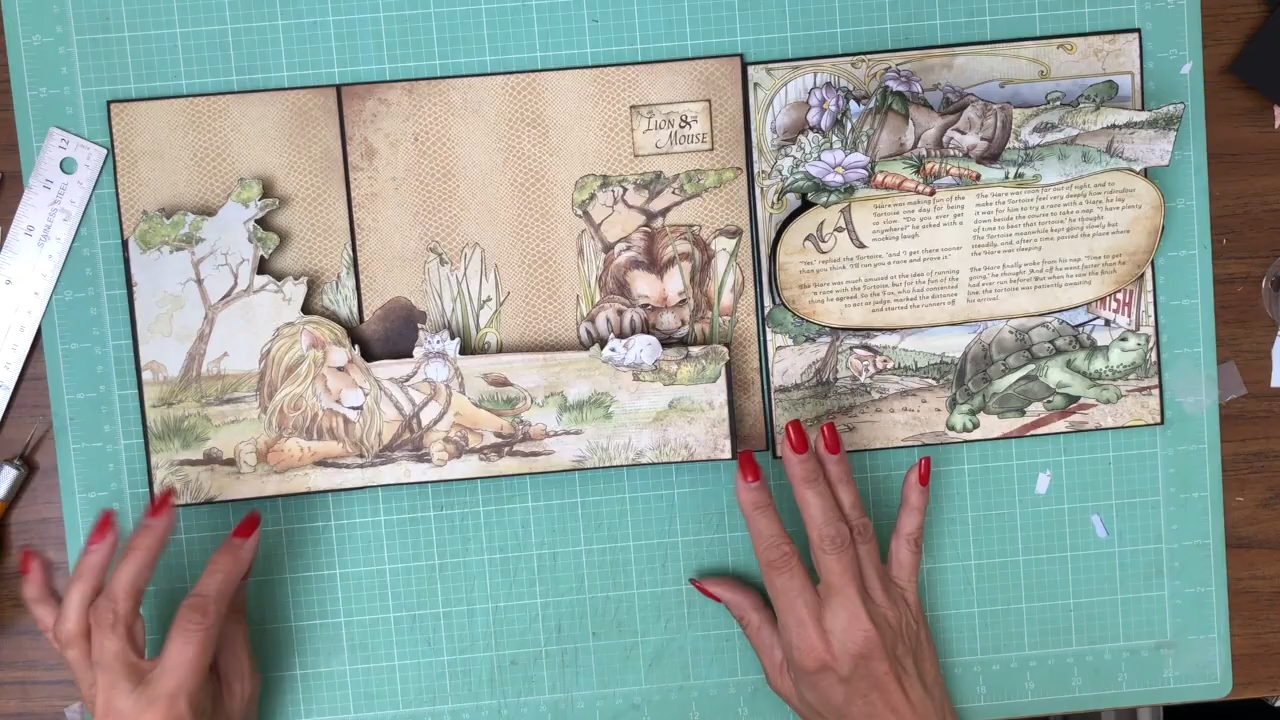 Lion & THE
Mouse
A Hare was making fun of the
Tortoise one day for being
so slow. "Do you ever get
anywhere?" he asked with a
mocking laugh.
"Yes," replied the Tortoise, "and I get there sooner
than you think. I'll run you a race and prove it."
The Hare was much amused at the idea of running
a race with the Tortoise, but for the fun of the
thing he agreed. So the Fox, who had consented
to act as judge, marked the distance
and started the runners off
The Hare was soon far out of sight, and to
make the Tortoise feel very deeply how ridiculous
it was for him to try a race with a Hare, he lay
down beside the course to take a nap. "I have plenty
of time to beat that tortoise," he thought.
The Tortoise meanwhile kept going slowly but
steadily, and, after a time, passed the place where
the Hare was sleeping.
The Hare finally woke from his nap. "Time to get
going," he thought. And off he went faster than he
had ever run before! But when he saw the finish
line, the tortoise was patiently awaiting
his arrival.
STAINLESS STEEL
12
11
10
9
8
7
6